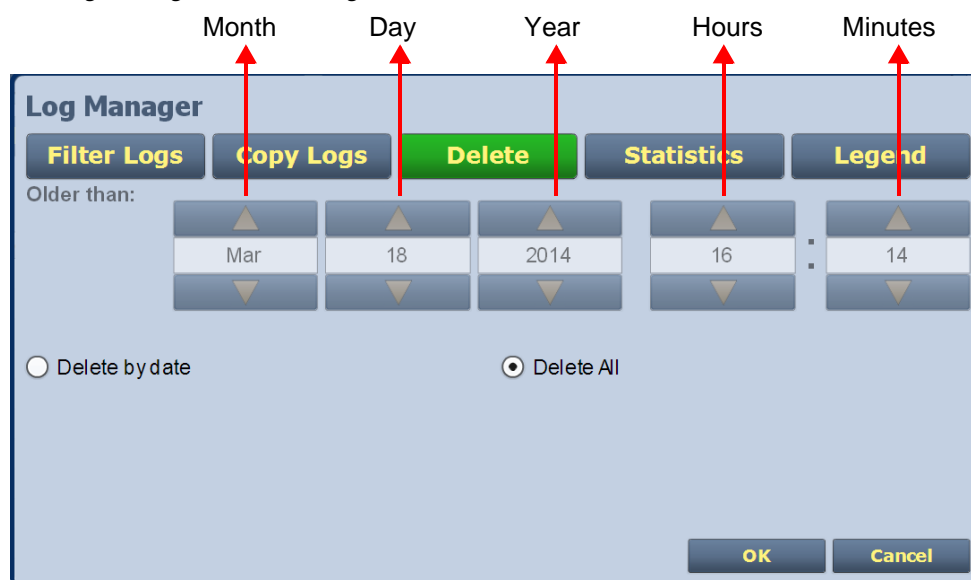 Month Day Year Hours Minutes
Log Manager
Filter Logs Copy Logs Delete Statistics Legend
Older than:
Mar 18 2014 16 : 14
Delete by date Delete All
OK Cancel